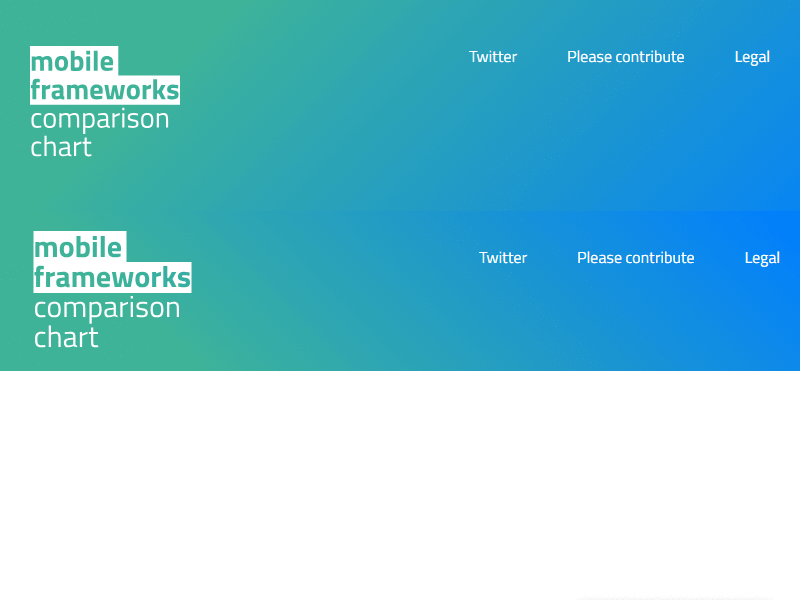 mobile
frameworks
comparison
chart
Twitter Please contribute Legal
mobile
frameworks
comparison
chart
Twitter Please contribute Legal